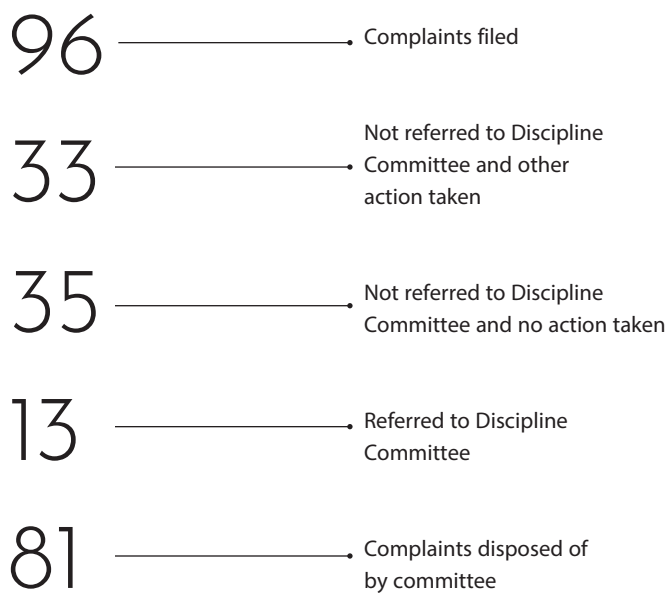 96
Complaints filed
33
Not referred to Discipline
Committee and other
action taken
35
Not referred to Discipline
Committee and no action taken
13
Referred to Discipline
Committee
81
Complaints disposed of
by committee